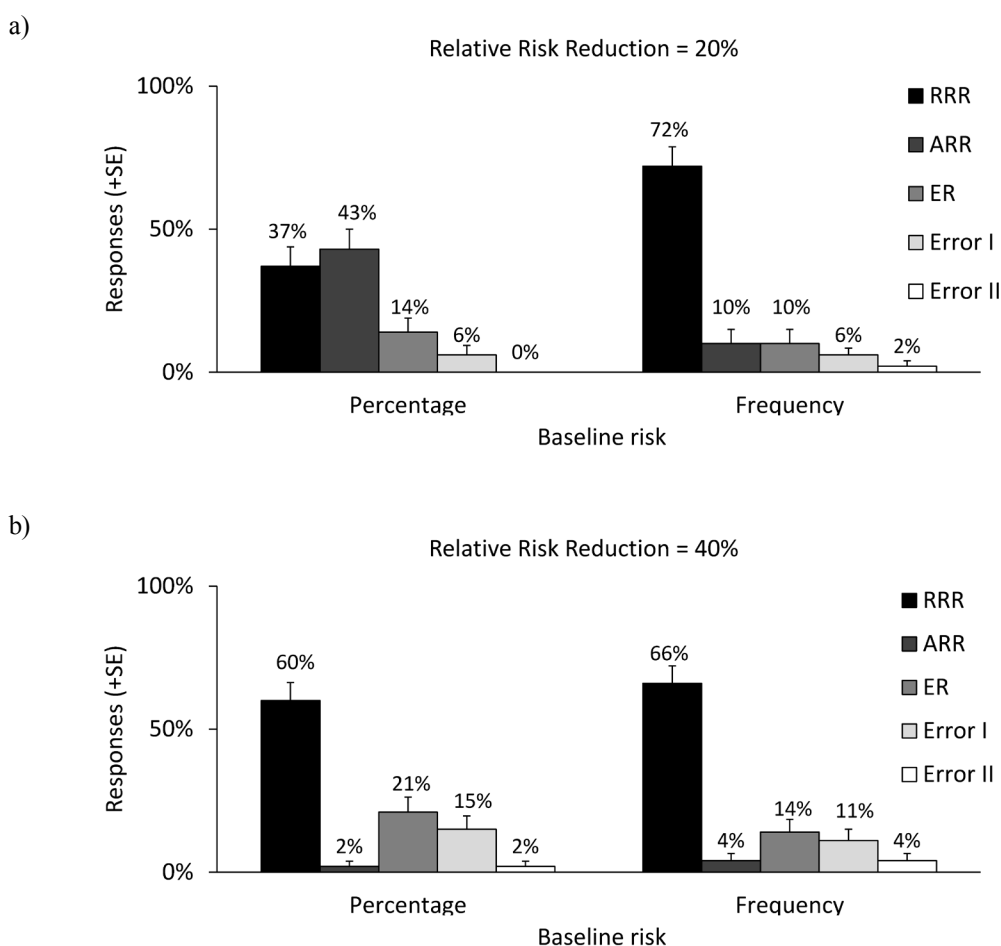 a)
Relative Risk Reduction = 20%
100%
50%
0%
Responses (+SE)
37%
43%
14%
6%
0%
72%
10%
10%
6%
2%
Percentage
Frequency
Baseline risk
RRR
ARR
ER
Error I
Error II
b)
Relative Risk Reduction = 40%
100%
50%
0%
Responses (+SE)
60%
2%
21%
15%
2%
66%
4%
14%
11%
4%
Percentage
Frequency
Baseline risk
RRR
ARR
ER
Error I
Error II